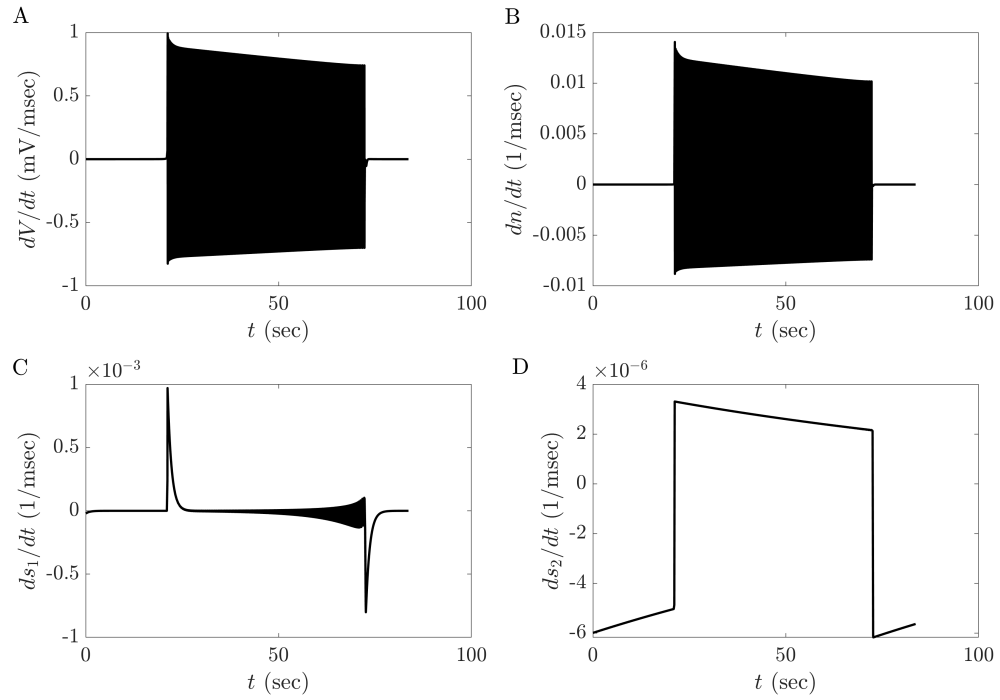 A
1
0.5
0
-0.5
-1
dV/dt (mV/msec)
0 50 100
t (sec)
B
0.015
0.01
0.005
0
-0.005
-0.01
dn/dt (1/msec)
0 50 100
t (sec)
C
×10⁻³
1
0.5
0
-0.5
-1
ds₁/dt (1/msec)
0 50 100
t (sec)
D
×10⁻⁶
4
2
0
-2
-4
-6
ds₂/dt (1/msec)
0 50 100
t (sec)